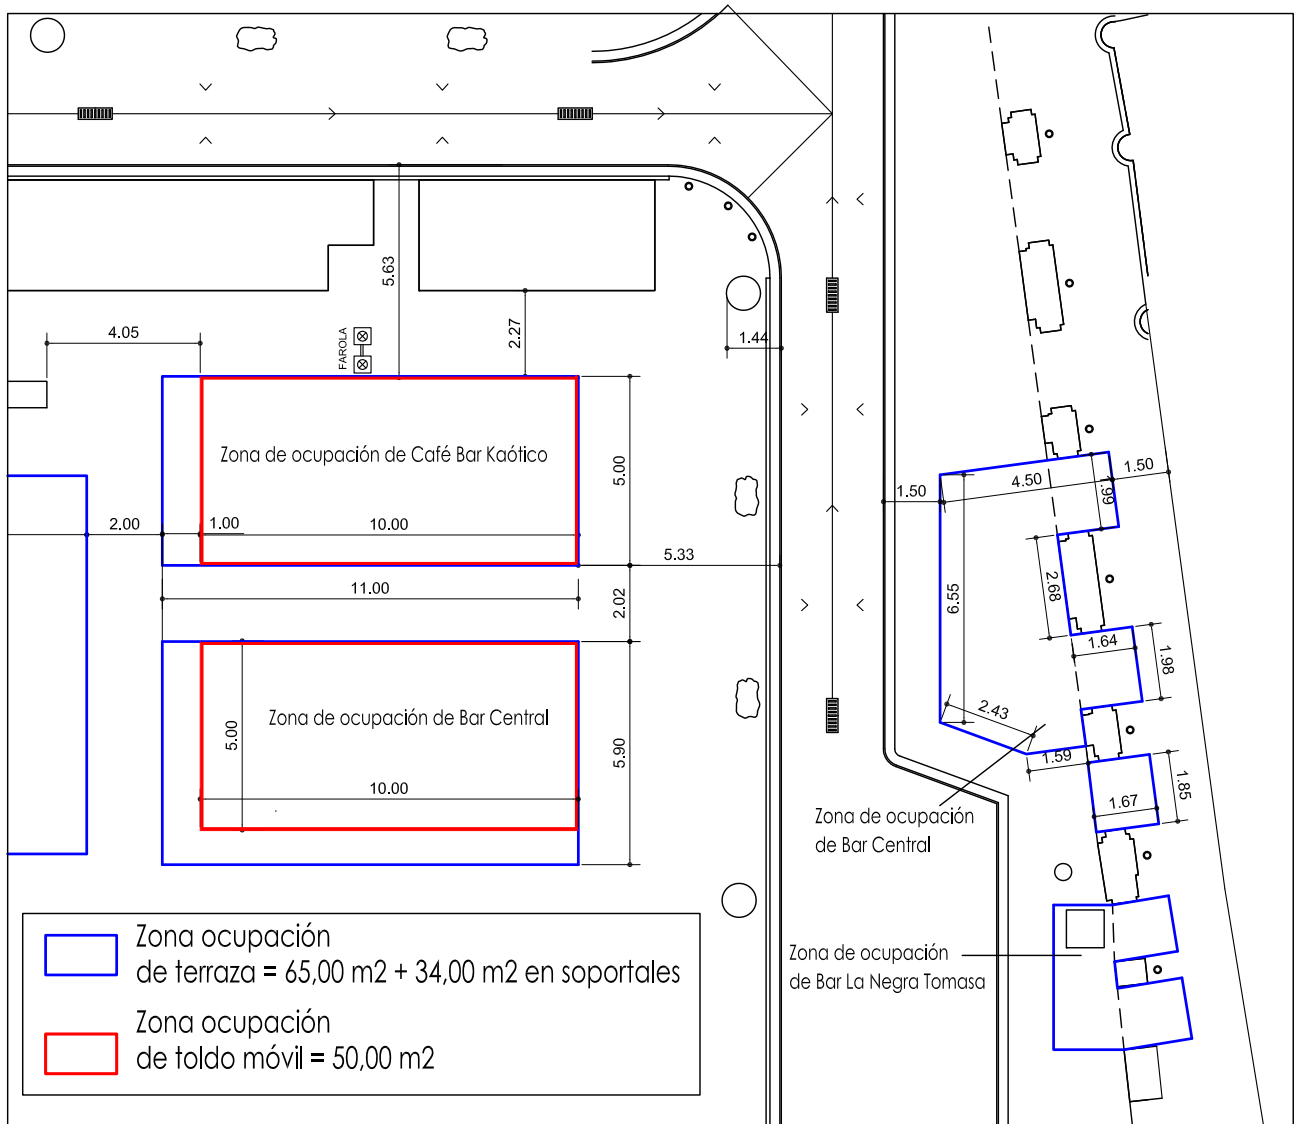 5.63
4.05
FAROLA
2.27
1.44
Zona de ocupación de Café Bar Kaótico
5.00
2.00
1.00
10.00
5.33
11.00
2.02
Zona de ocupación de Bar Central
5.00
5.90
10.00
1.50
4.50
1.50
1.99
6.55
2.68
1.64
1.98
2.43
1.59
1.85
1.67
Zona de ocupación
de Bar Central
Zona de ocupación
de Bar La Negra Tomasa
Zona ocupación
de terraza = 65,00 m2 + 34,00 m2 en soportales
Zona ocupación
de toldo móvil = 50,00 m2